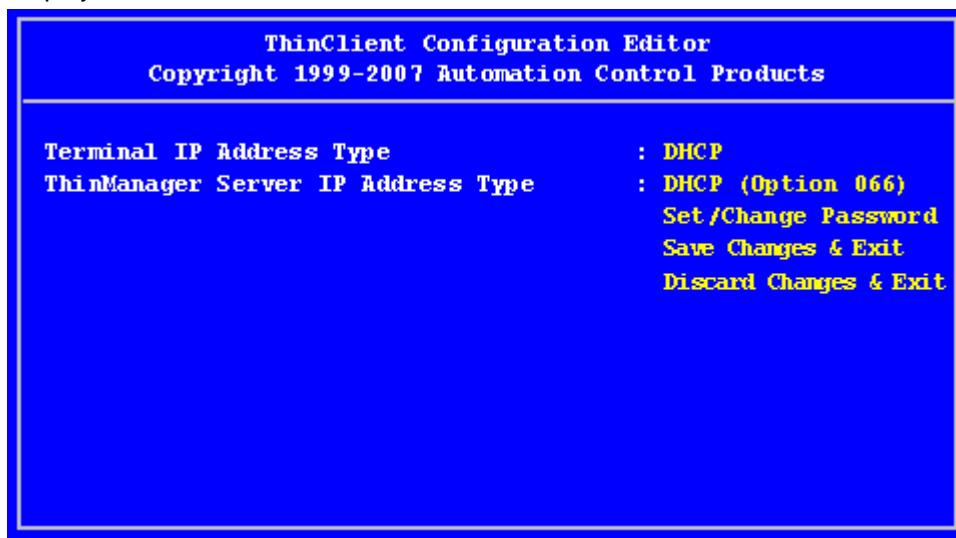 ThinClient Configuration Editor
Copyright 1999-2007 Automation Control Products
Terminal IP Address Type : DHCP
ThinManager Server IP Address Type : DHCP (Option 066)
Set/Change Password
Save Changes & Exit
Discard Changes & Exit